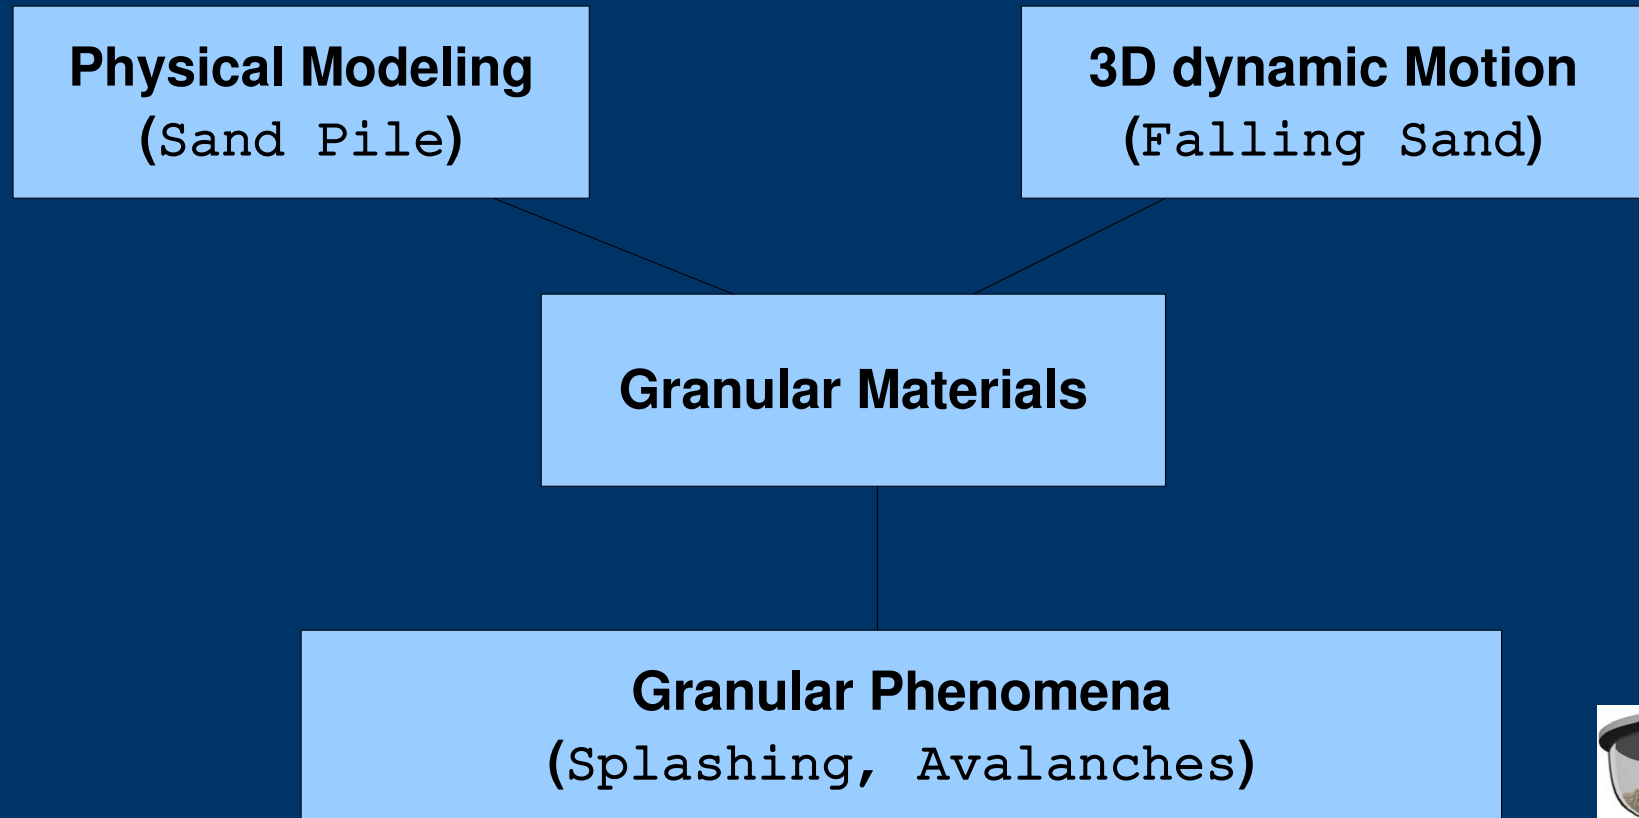 Physical Modeling
(Sand Pile)
3D dynamic Motion
(Falling Sand)
Granular Materials
Granular Phenomena
(Splashing, Avalanches)